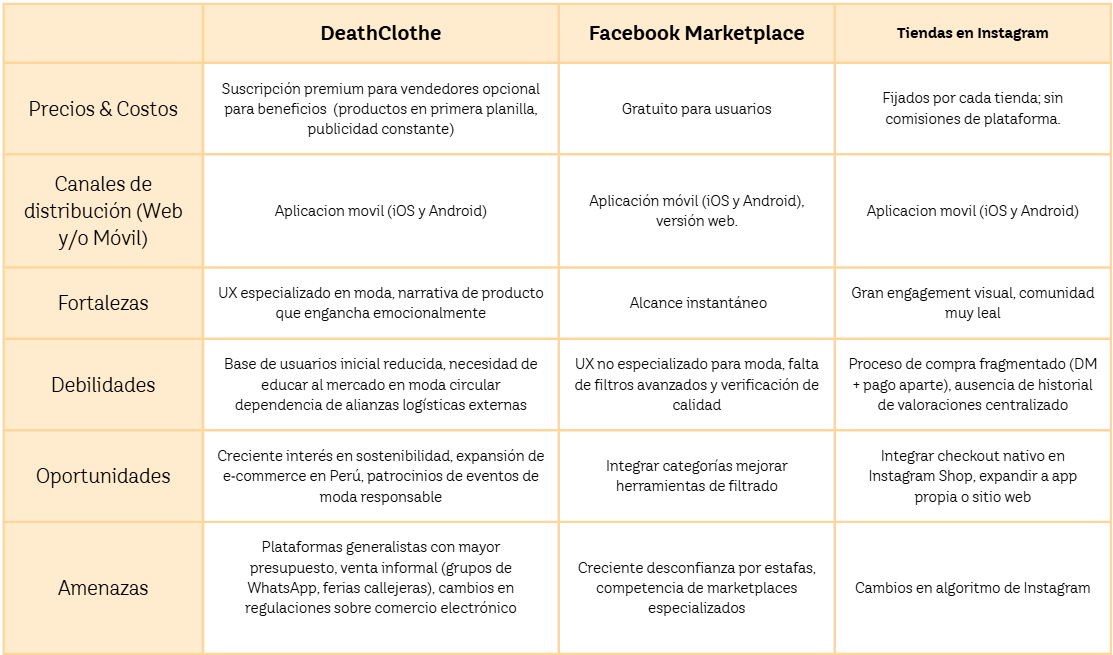 DeathClothe
Facebook Marketplace
Tiendas en Instagram
Precios & Costos
Suscripción premium para vendedores opcional
para beneficios (productos en primera planilla,
publicidad constante)
Gratuito para usuarios
Fijados por cada tienda; sin
comisiones de plataforma.
Canales de
distribución (Web
y/o Móvil)
Aplicacion movil (iOS y Android)
Aplicación móvil (iOS y Android),
versión web.
Aplicacion movil (iOS y Android)
Fortalezas
UX especializado en moda, narrativa de producto
que engancha emocionalmente
Alcance instantáneo
Gran engagement visual, comunidad
muy leal
Debilidades
Base de usuarios inicial reducida, necesidad de
educar al mercado en moda circular
dependencia de alianzas logísticas externas
UX no especializado para moda, falta
de filtros avanzados y verificación de
calidad
Proceso de compra fragmentado (DM
+ pago aparte), ausencia de historial
de valoraciones centralizado
Oportunidades
Creciente interés en sostenibilidad, expansión de
e-commerce en Perú, patrocinios de eventos de
moda responsable
Integrar categorías mejorar
herramientas de filtrado
Integrar checkout nativo en
Instagram Shop, expandir a app
propia o sitio web
Amenazas
Plataformas generalistas con mayor
presupuesto, venta informal (grupos de
WhatsApp, ferias callejeras), cambios en
regulaciones sobre comercio electrónico
Creciente desconfianza por estafas,
competencia de marketplaces
especializados
Cambios en algoritmo de Instagram